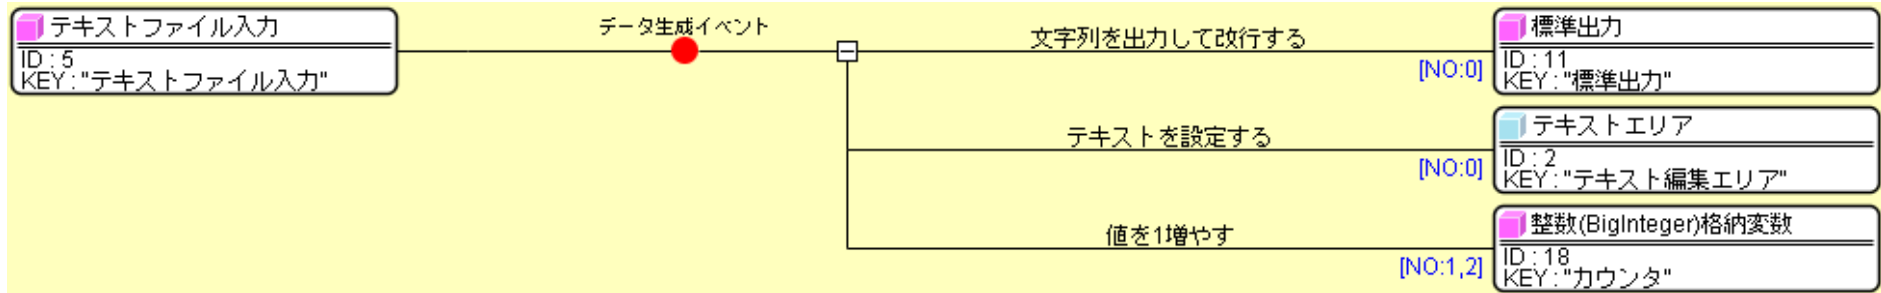 テキストファイル入力
ID : 5
KEY : "テキストファイル入力"
データ生成イベント
文字列を出力して改行する
[NO:0]
標準出力
ID : 11
KEY : "標準出力"
テキストを設定する
[NO:0]
テキストエリア
ID : 2
KEY : "テキスト編集エリア"
値を1増やす
[NO:1,2]
整数(BigInteger)格納変数
ID : 18
KEY : "カウンタ"